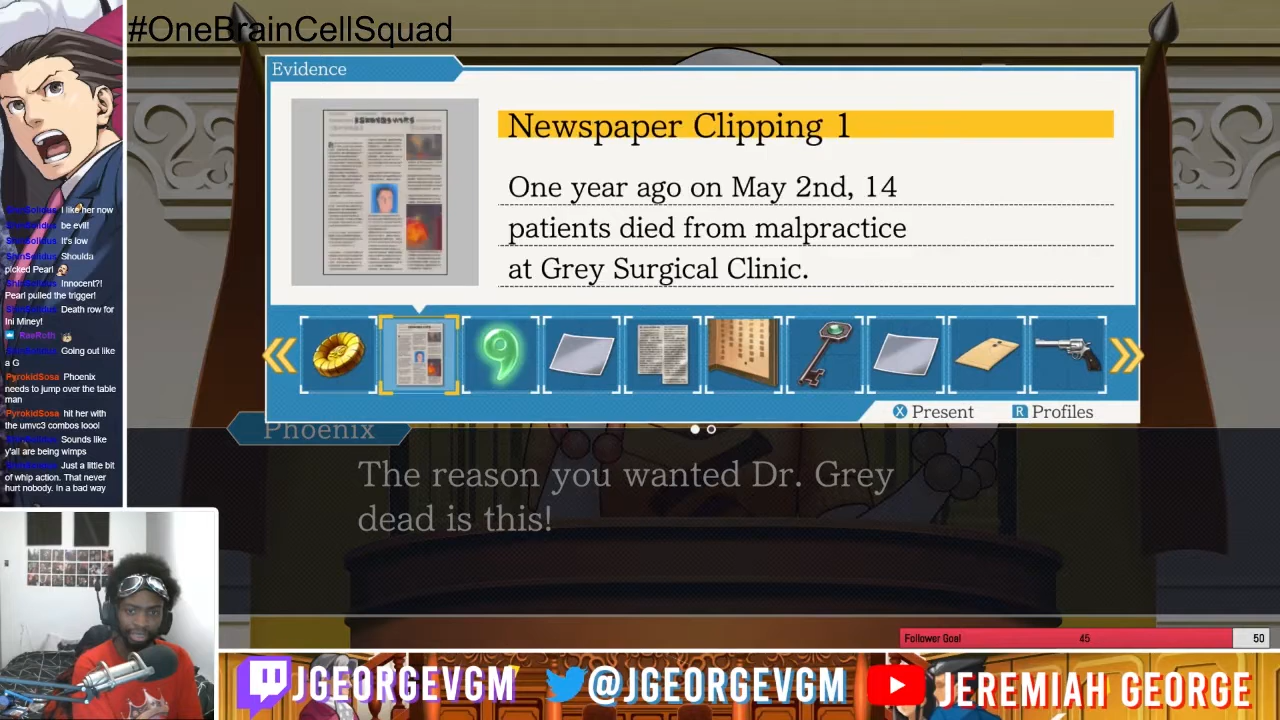 #OneBrainCellSquad
Evidence
Newspaper Clipping 1
One year ago on May 2nd, 14
patients died from malpractice
at Grey Surgical Clinic.
X Present
R Profiles
Phoenix
The reason you wanted Dr. Grey
dead is this!
I like her now
be evil!
It's low
Shoulda
picked Pearl
Innocent?!
Pearl pulled the trigger!
Death row for
Ini Miney!
RaeRoth
Going out like
a G
PyrokidSosa Phoenix
needs to jump over the table
man
PyrokidSosa hit her with
the umvc3 combos looo!
Sounds like
y'all are being wimps
Just a little bit
of whip action. That never
hurt nobody. In a bad way
Follower Goal 45 50
JGEORGEVGM
@JGEORGEVGM
JEREMIAH GEORGE